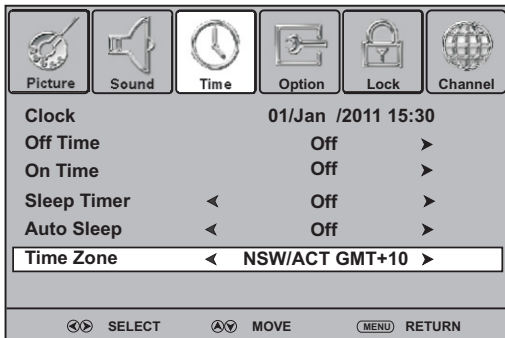 Picture Sound Time Option Lock Channel
Clock 01/Jan /2011 15:30
Off Time Off
On Time Off
Sleep Timer Off
Auto Sleep Off
Time Zone NSW/ACT GMT+10
SELECT MOVE MENU RETURN